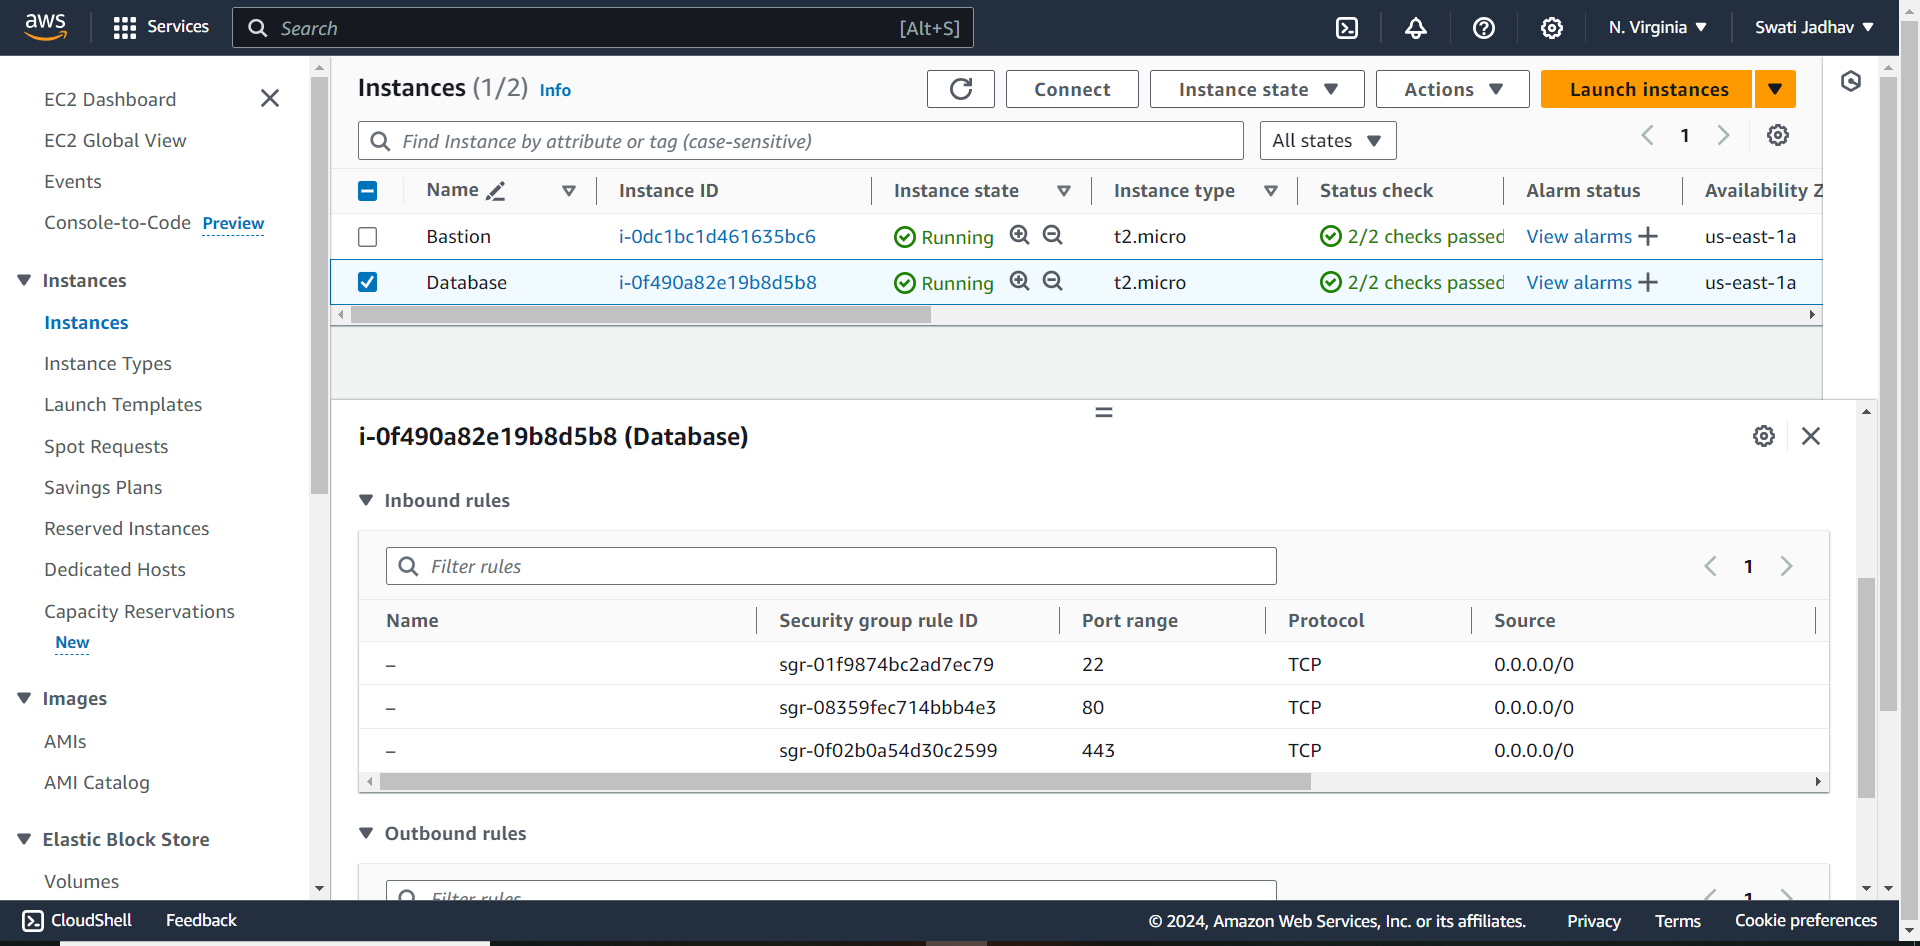 aws
Services
Search
[Alt+S]
N. Virginia
Swati Jadhav
EC2 Dashboard
EC2 Global View
Events
Console-to-Code Preview
Instances
Instances
Instance Types
Launch Templates
Spot Requests
Savings Plans
Reserved Instances
Dedicated Hosts
Capacity Reservations
New
Images
AMIs
AMI Catalog
Elastic Block Store
Volumes
Instances (1/2) Info
Connect
Instance state
Actions
Launch instances
Find Instance by attribute or tag (case-sensitive)
All states
1
Name Instance ID Instance state Instance type Status check Alarm status Availability Z
Bastion i-0dc1bc1d461635bc6 Running t2.micro 2/2 checks passed View alarms us-east-1a
Database i-0f490a82e19b8d5b8 Running t2.micro 2/2 checks passed View alarms us-east-1a
i-0f490a82e19b8d5b8 (Database)
Inbound rules
Filter rules
1
Name Security group rule ID Port range Protocol Source
– sgr-01f9874bc2ad7ec79 22 TCP 0.0.0.0/0
– sgr-08359fec714bbb4e3 80 TCP 0.0.0.0/0
– sgr-0f02b0a54d30c2599 443 TCP 0.0.0.0/0
Outbound rules
Filter rules
1
CloudShell Feedback © 2024, Amazon Web Services, Inc. or its affiliates. Privacy Terms Cookie preferences